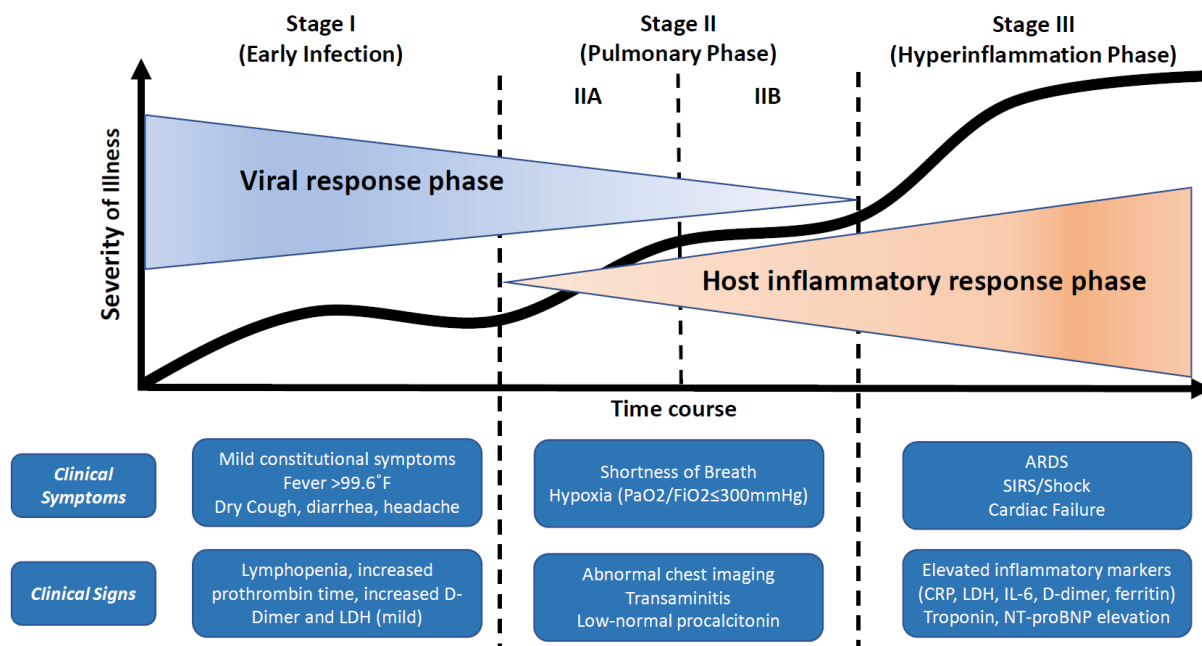 Stage I
(Early Infection)
Stage II
(Pulmonary Phase)
Stage III
(Hyperinflammation Phase)
IIA
IIB
Severity of Illness
Viral response phase
Host inflammatory response phase
Time course
Clinical
Symptoms
Mild constitutional symptoms
Fever >99.6°F
Dry Cough, diarrhea, headache
Shortness of Breath
Hypoxia (PaO2/FiO2≤300mmHg)
ARDS
SIRS/Shock
Cardiac Failure
Clinical Signs
Lymphopenia, increased
prothrombin time, increased D-
Dimer and LDH (mild)
Abnormal chest imaging
Transaminitis
Low-normal procalcitonin
Elevated inflammatory markers
(CRP, LDH, IL-6, D-dimer, ferritin)
Troponin, NT-proBNP elevation